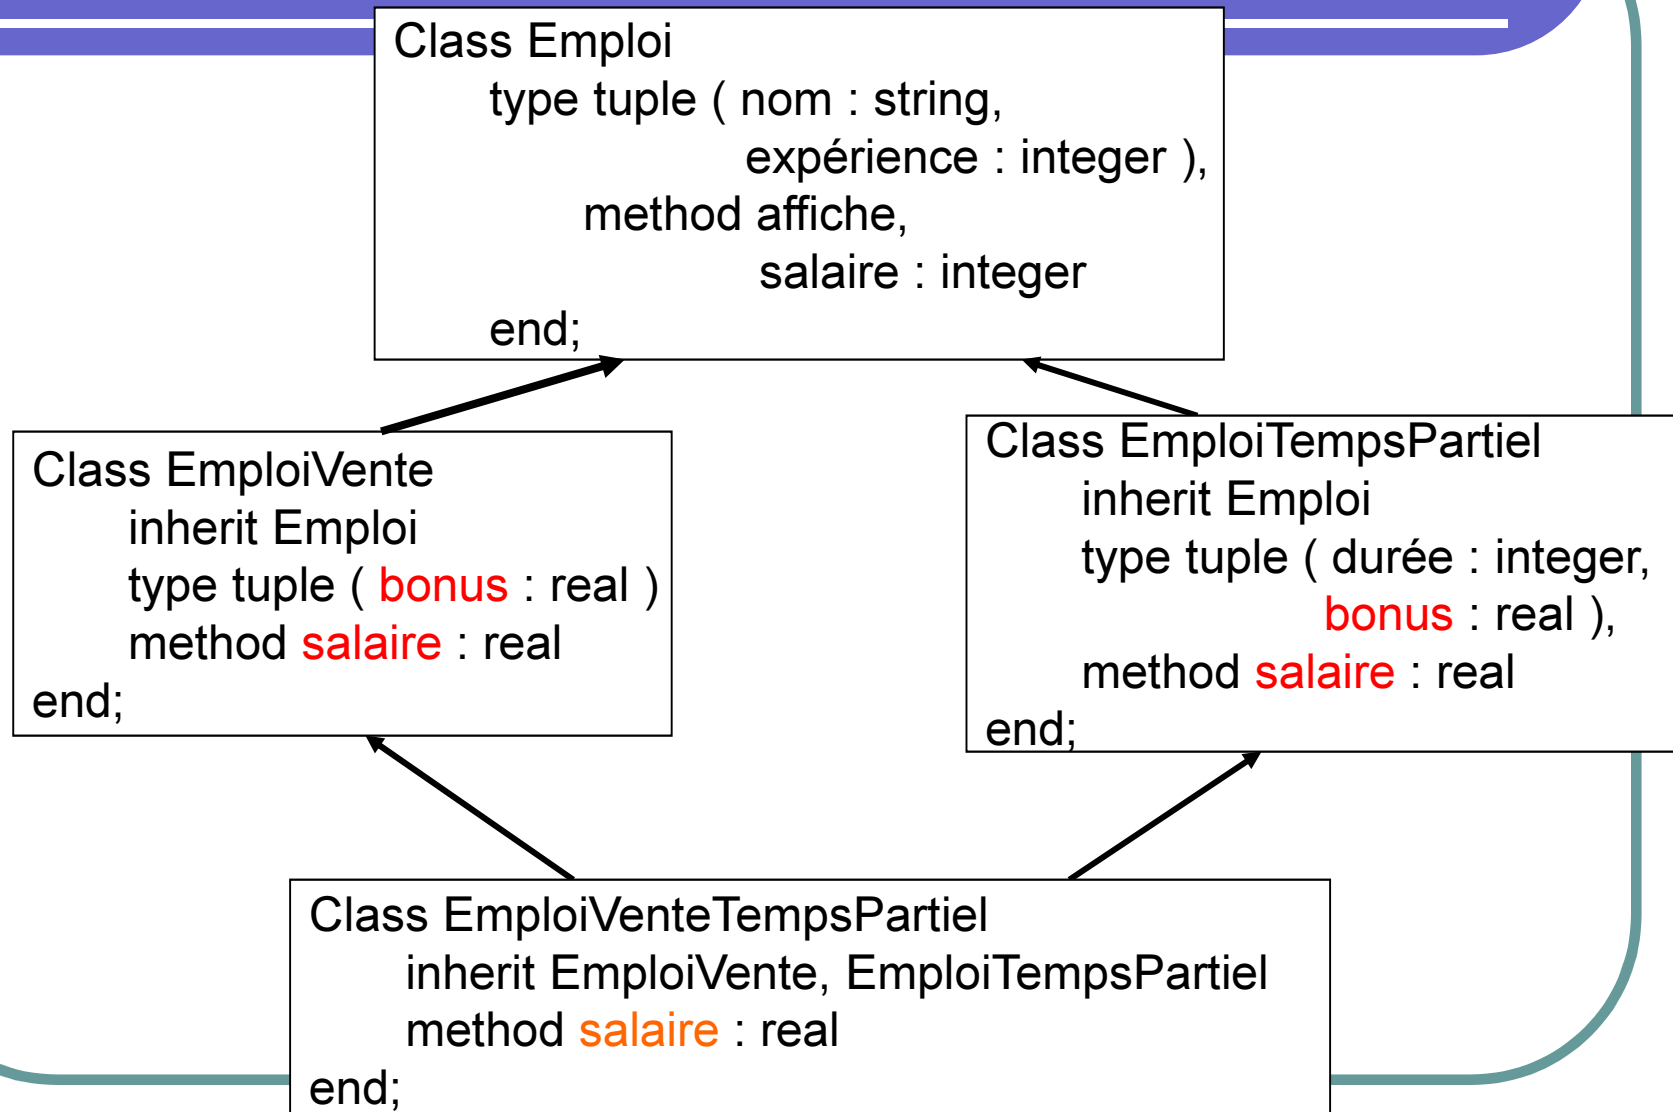 Class Emploi
type tuple ( nom : string,
expérience : integer ),
method affiche,
salaire : integer
end;
Class EmploiVente
inherit Emploi
type tuple ( bonus : real )
method salaire : real
end;
Class EmploiTempsPartiel
inherit Emploi
type tuple ( durée : integer,
bonus : real ),
method salaire : real
end;
Class EmploiVenteTempsPartiel
inherit EmploiVente, EmploiTempsPartiel
method salaire : real
end;